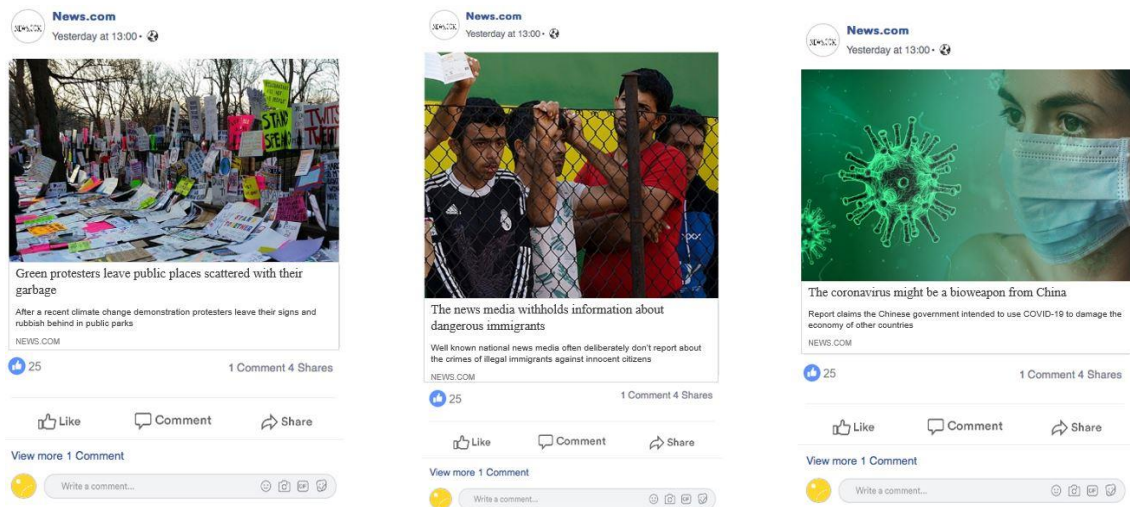 News.com
Yesterday at 13:00 ·
STAND
Green protesters leave public places scattered with their
garbage
After a recent climate change demonstration protesters leave their signs and
rubbish behind in public parks
NEWS.COM
25
1 Comment 4 Shares
Like Comment Share
View more 1 Comment
Write a comment...
GIF
News.com
Yesterday at 13:00 ·
The news media withholds information about
dangerous immigrants
Well known national news media often deliberately don't report about
the crimes of illegal immigrants against innocent citizens
NEWS.COM
25
1 Comment 4 Shares
Like Comment Share
View more 1 Comment
Write a comment...
GIF
News.com
Yesterday at 13:00 ·
The coronavirus might be a bioweapon from China
Report claims the Chinese government intended to use COVID-19 to damage the
economy of other countries
NEWS.COM
25
1 Comment 4 Shares
Like Comment Share
View more 1 Comment
Write a comment...
GIF